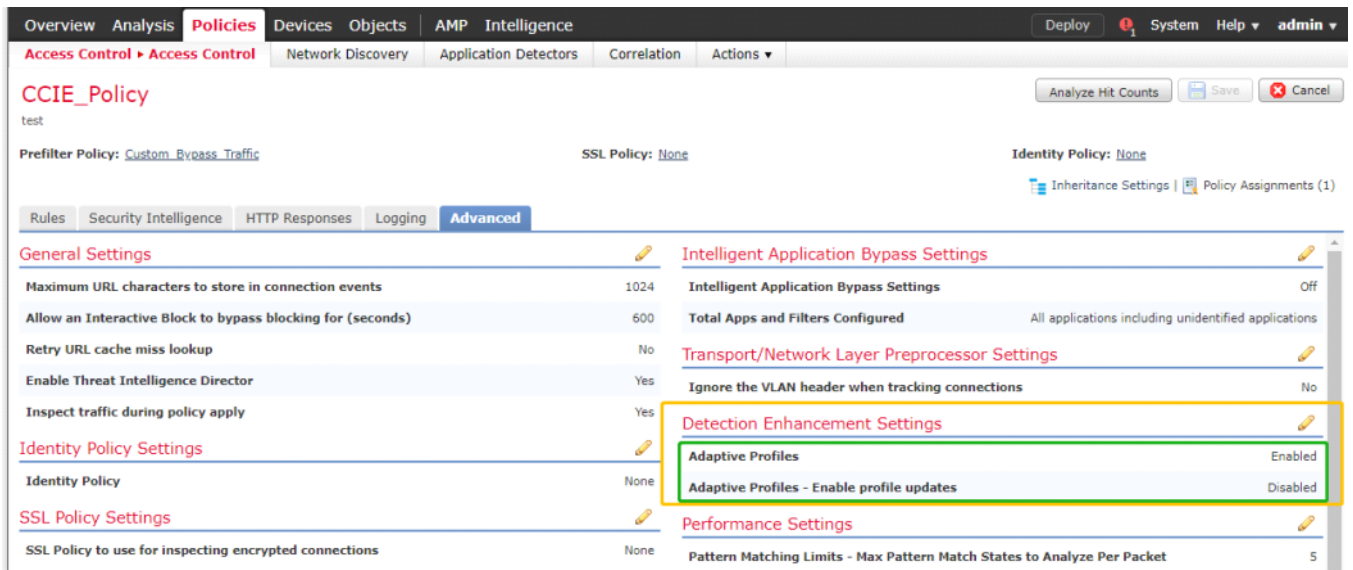 Overview Analysis Policies Devices Objects AMP Intelligence Deploy 1 System Help admin
Access Control Access Control Network Discovery Application Detectors Correlation Actions
CCIE_Policy Analyze Hit Counts Save Cancel
test
Prefilter Policy: Custom_Bypass_Traffic SSL Policy: None Identity Policy: None
Inheritance Settings | Policy Assignments (1)
Rules Security Intelligence HTTP Responses Logging Advanced
General Settings
Maximum URL characters to store in connection events 1024
Allow an Interactive Block to bypass blocking for (seconds) 600
Retry URL cache miss lookup No
Enable Threat Intelligence Director Yes
Inspect traffic during policy apply Yes
Identity Policy Settings
Identity Policy None
SSL Policy Settings
SSL Policy to use for inspecting encrypted connections None
Intelligent Application Bypass Settings
Intelligent Application Bypass Settings Off
Total Apps and Filters Configured All applications including unidentified applications
Transport/Network Layer Preprocessor Settings
Ignore the VLAN header when tracking connections No
Detection Enhancement Settings
Adaptive Profiles Enabled
Adaptive Profiles - Enable profile updates Disabled
Performance Settings
Pattern Matching Limits - Max Pattern Match States to Analyze Per Packet 5